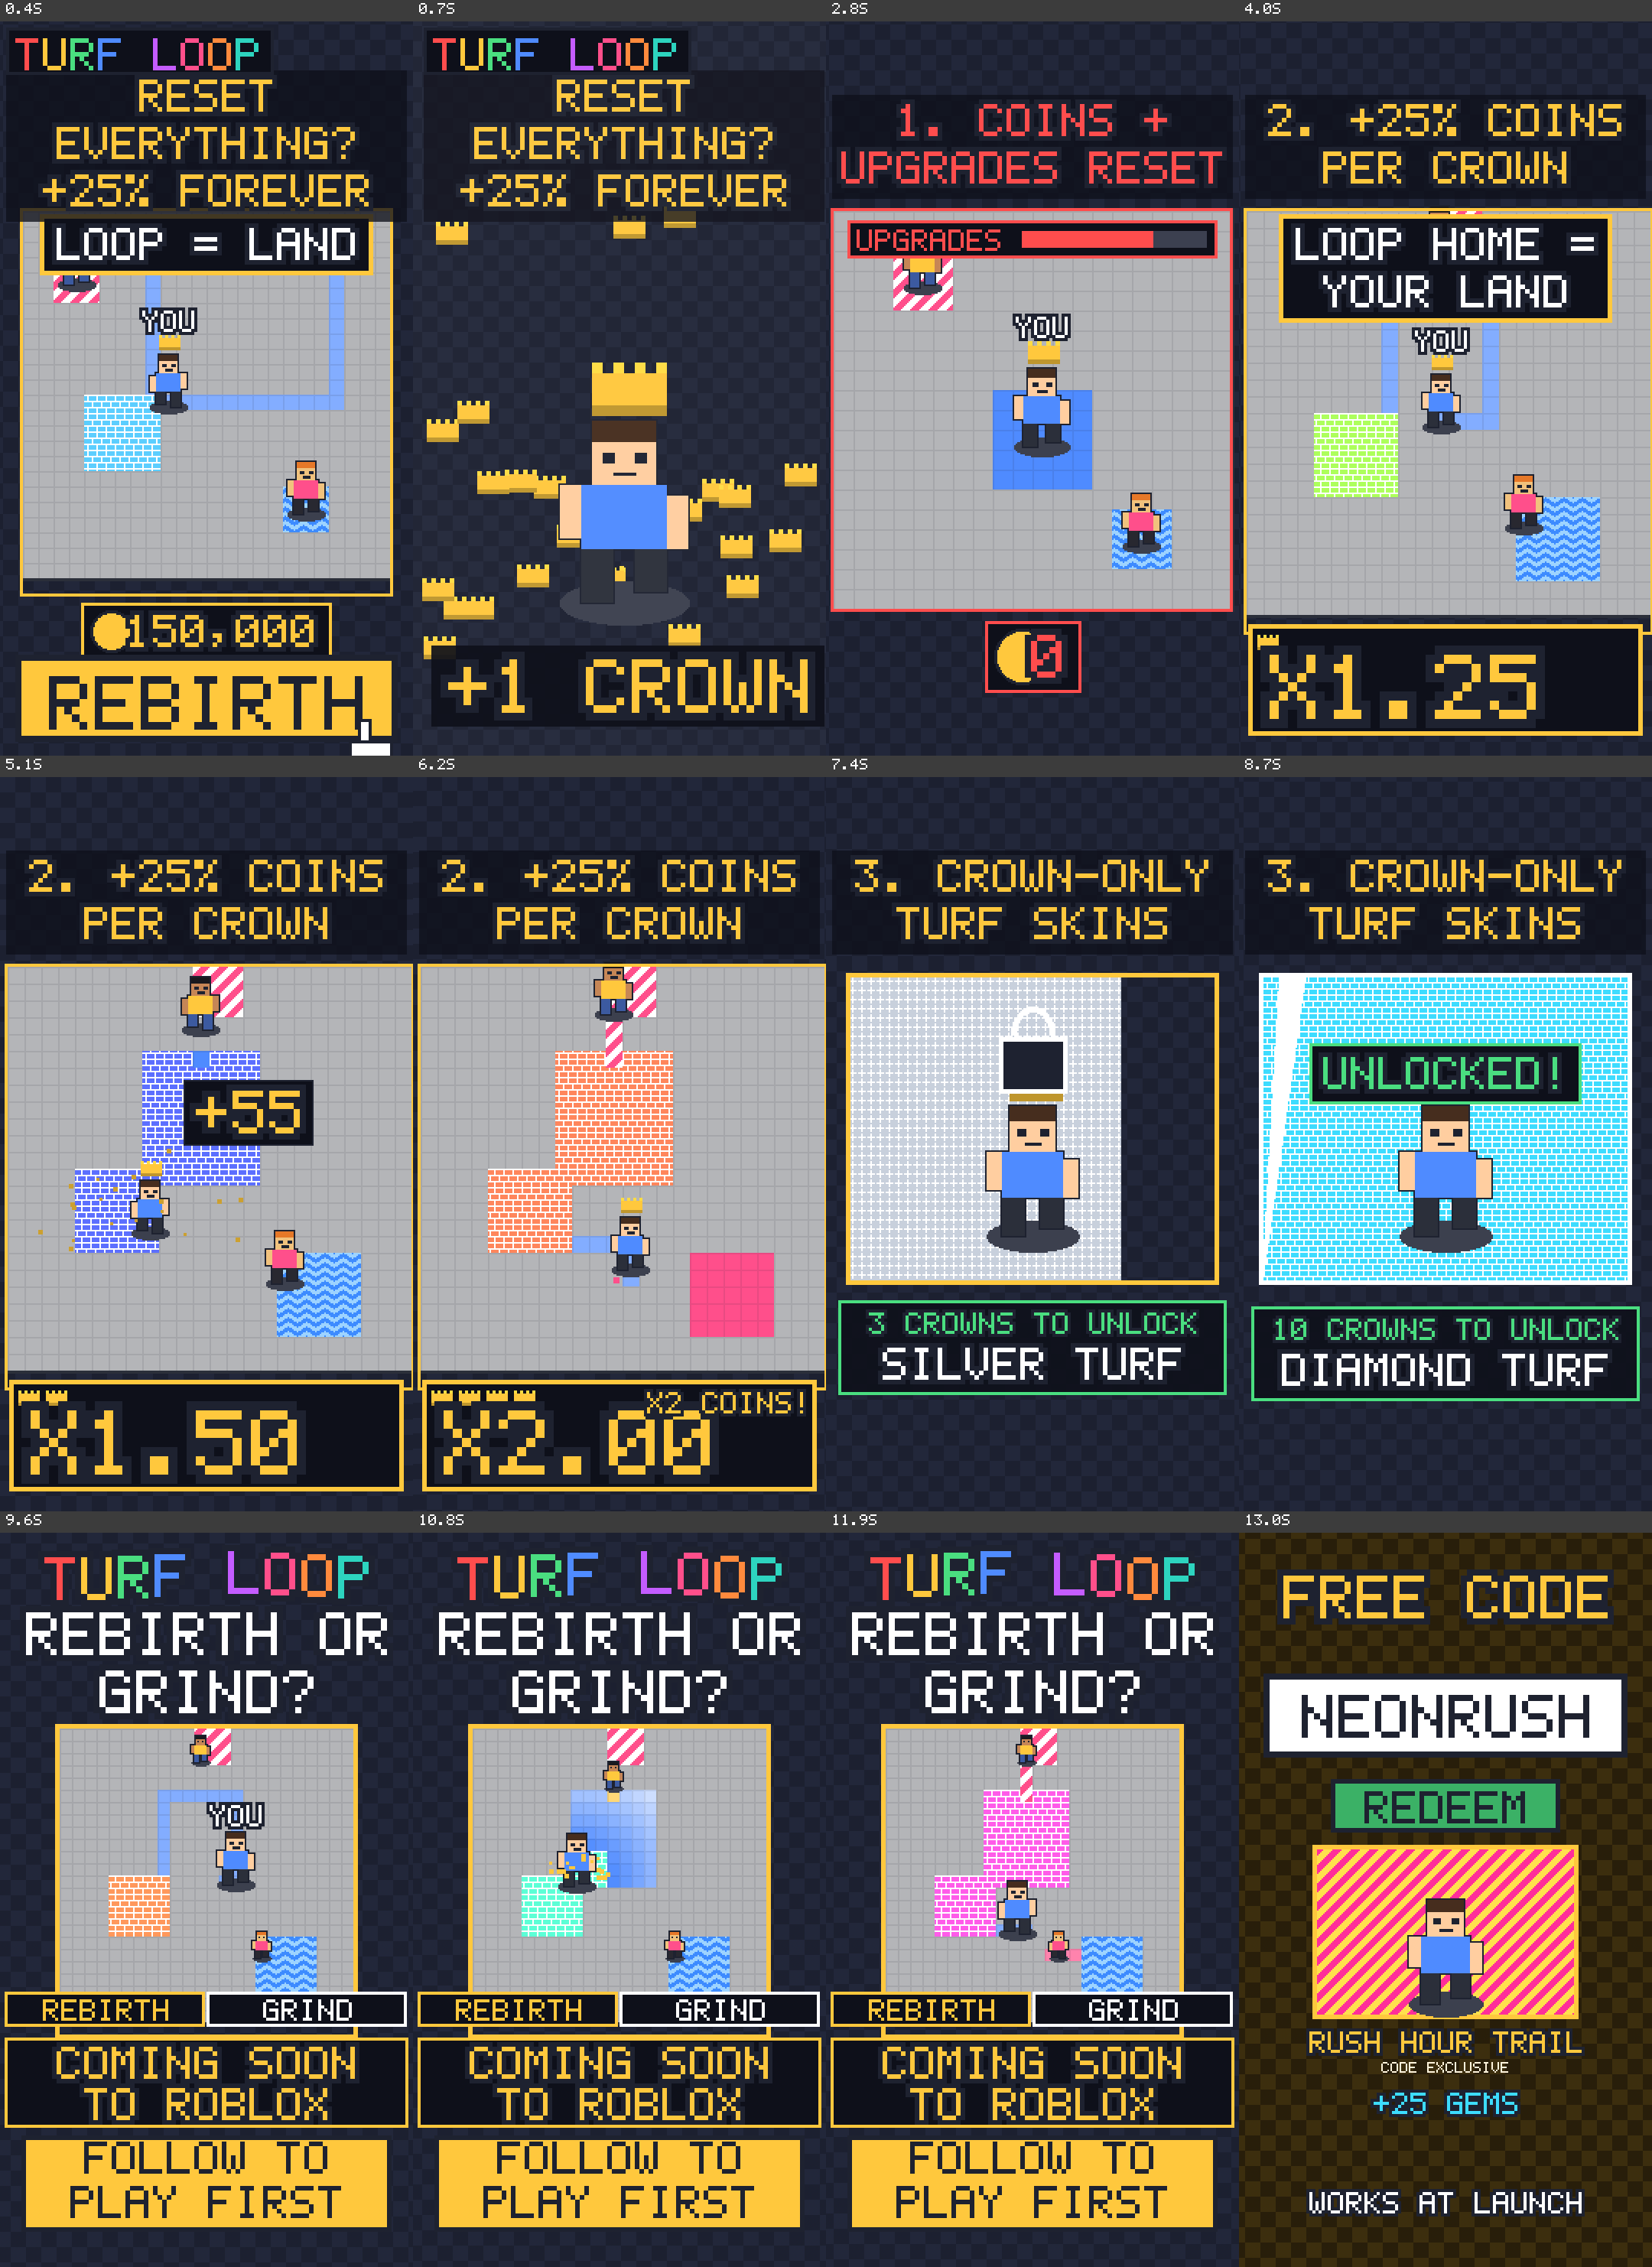 0.4S
TURF LOOP
RESET
EVERYTHING?
+25% FOREVER
LOOP = LAND
YOU
150,000
REBIRTH
0.7S
TURF LOOP
RESET
EVERYTHING?
+25% FOREVER
+1 CROWN
2.8S
1. COINS +
UPGRADES RESET
UPGRADES
YOU
0
4.0S
2. +25% COINS
PER CROWN
LOOP HOME =
YOUR LAND
YOU
X1.25
5.1S
2. +25% COINS
PER CROWN
+55
X1.50
6.2S
2. +25% COINS
PER CROWN
X2 COINS!
X2.00
7.4S
3. CROWN-ONLY
TURF SKINS
3 CROWNS TO UNLOCK
SILVER TURF
8.7S
3. CROWN-ONLY
TURF SKINS
UNLOCKED!
10 CROWNS TO UNLOCK
DIAMOND TURF
9.6S
TURF LOOP
REBIRTH OR
GRIND?
YOU
REBIRTH
GRIND
COMING SOON
TO ROBLOX
FOLLOW TO
PLAY FIRST
10.8S
TURF LOOP
REBIRTH OR
GRIND?
REBIRTH
GRIND
COMING SOON
TO ROBLOX
FOLLOW TO
PLAY FIRST
11.9S
TURF LOOP
REBIRTH OR
GRIND?
REBIRTH
GRIND
COMING SOON
TO ROBLOX
FOLLOW TO
PLAY FIRST
13.0S
FREE CODE
NEONRUSH
REDEEM
RUSH HOUR TRAIL
CODE EXCLUSIVE
+25 GEMS
WORKS AT LAUNCH